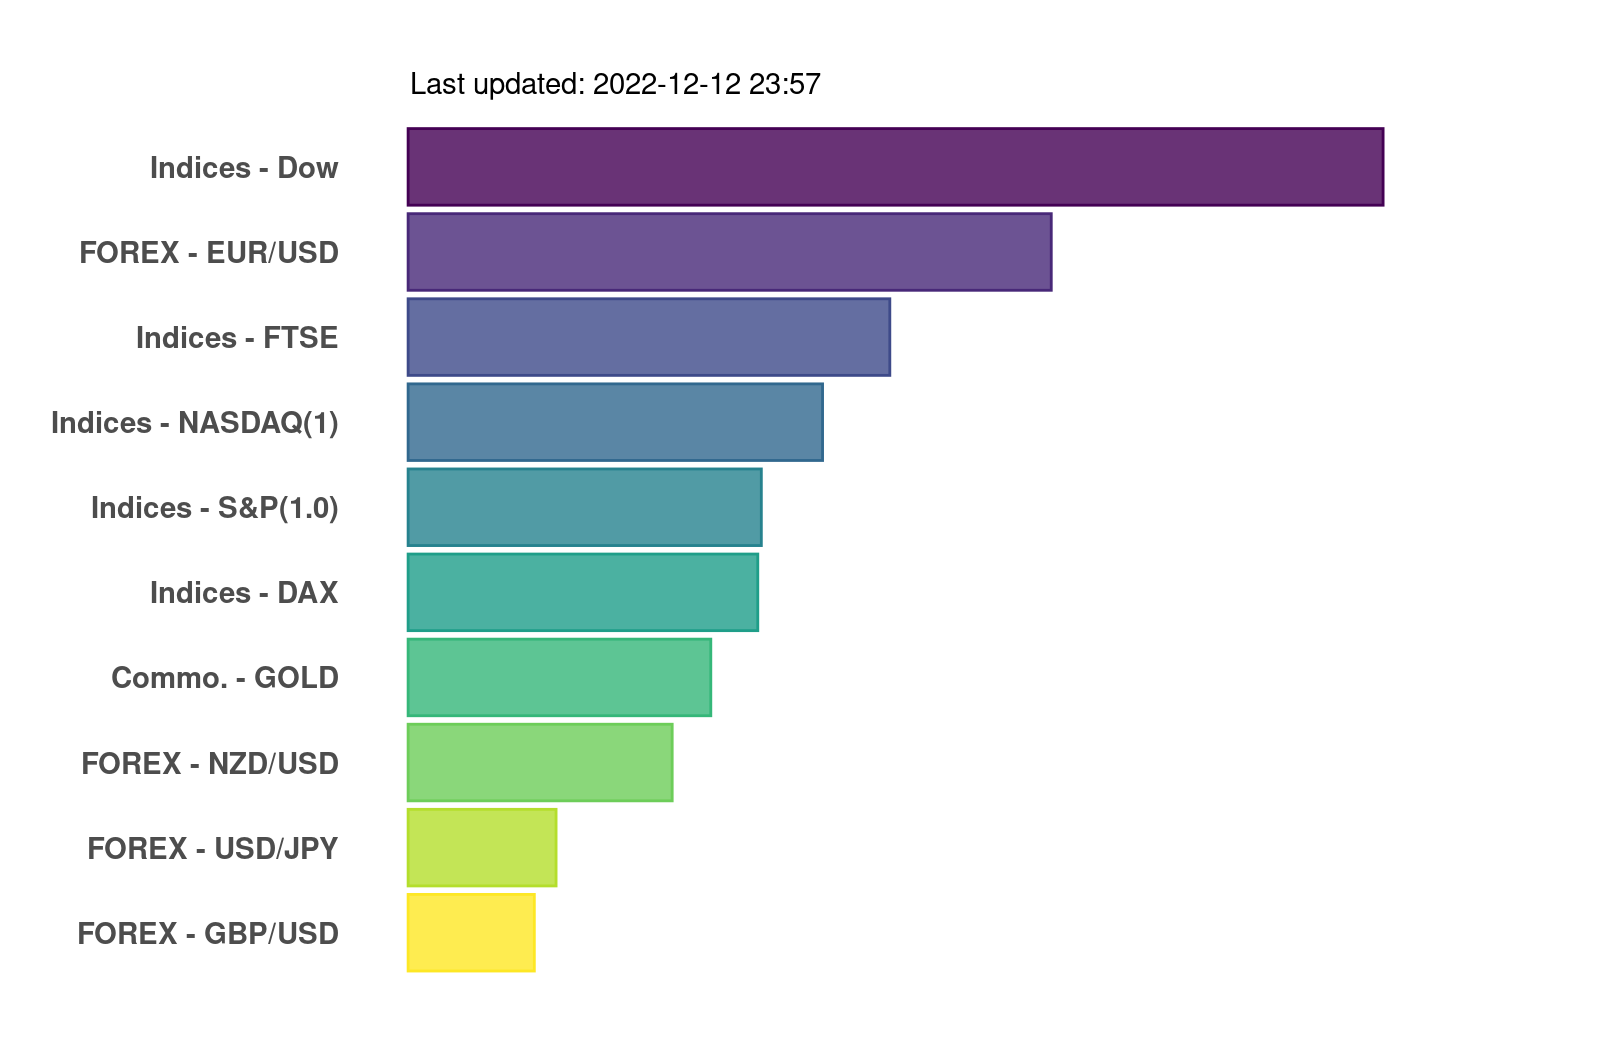 Last updated: 2022-12-12 23:57
Indices - Dow
FOREX - EUR/USD
Indices - FTSE
Indices - NASDAQ(1)
Indices - S&P(1.0)
Indices - DAX
Commo. - GOLD
FOREX - NZD/USD
FOREX - USD/JPY
FOREX - GBP/USD